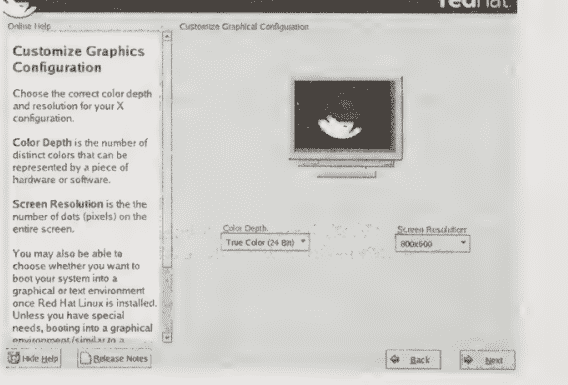 redhat
Online Help
Customize Graphical Configuration
Customize Graphics
Configuration
Choose the correct color depth
and resolution for your X
configuration.
Color Depth is the number of
distinct colors that can be
represented by a piece of
hardware or software.
Screen Resolution is the the
number of dots (pixels) on the
entire screen.
You may also be able to
choose whether you want to
boot your system into a
graphical or text environment
once Red Hat Linux is installed.
Unless you have special
needs, booting into a graphical
environment (similar to a
Color Depth
Screen Resolution
True Color (24 Bit)
800x600
Hide Help
Release Notes
Back
Next